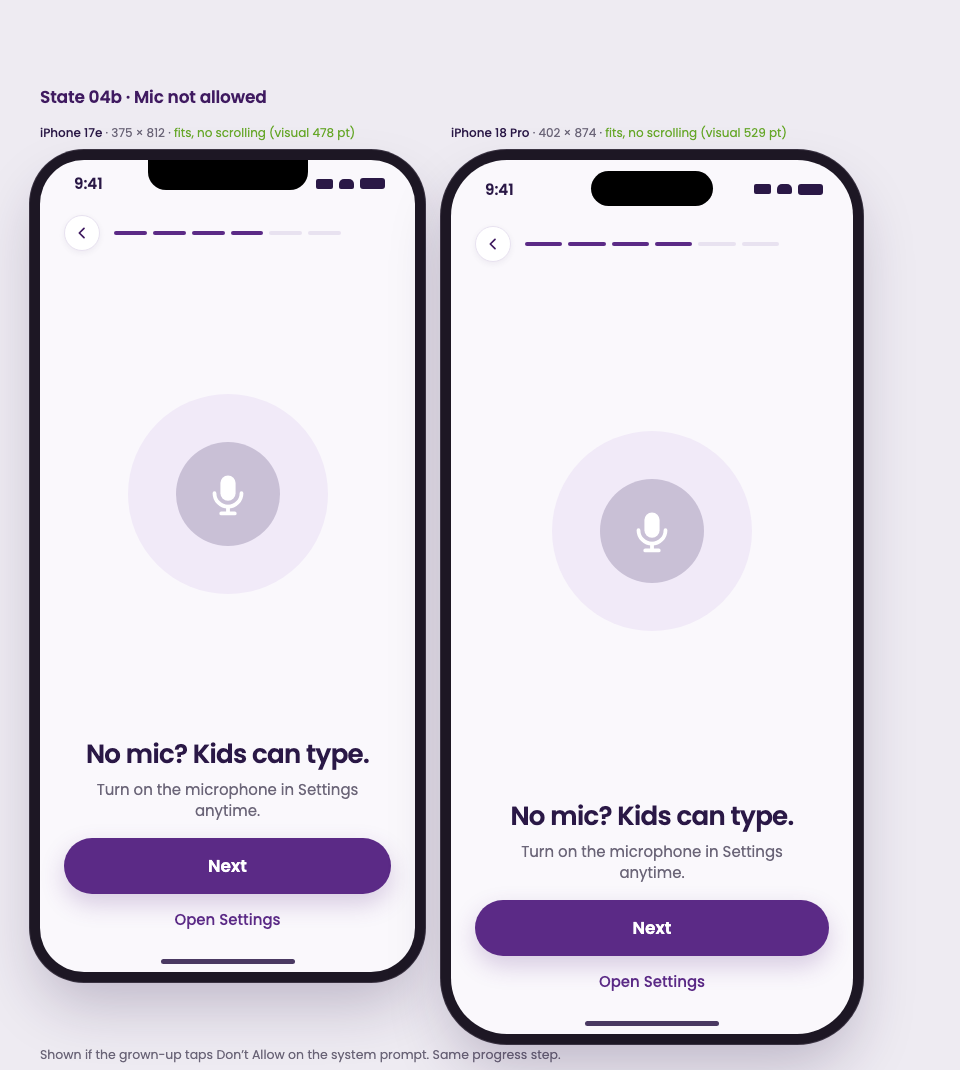 State 04b · Mic not allowed
iPhone 17e · 375 × 812 · fits, no scrolling (visual 478 pt)
9:41
No mic? Kids can type.
Turn on the microphone in Settings
anytime.
Next
Open Settings
iPhone 18 Pro · 402 × 874 · fits, no scrolling (visual 529 pt)
9:41
No mic? Kids can type.
Turn on the microphone in Settings
anytime.
Next
Open Settings
Shown if the grown-up taps Don’t Allow on the system prompt. Same progress step.